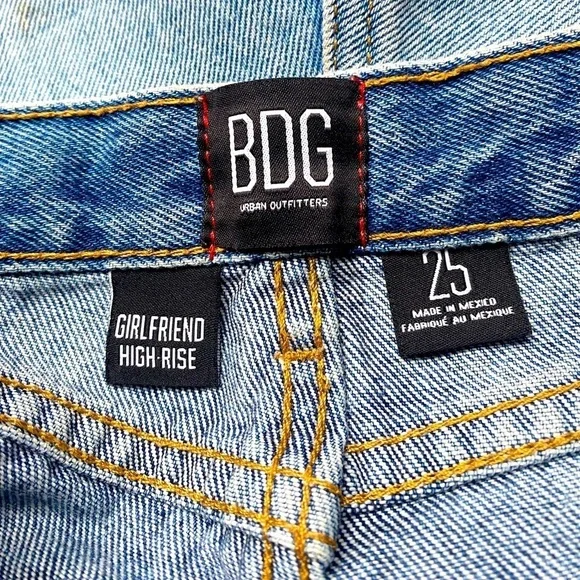 BDG
URBAN OUTFITTERS
GIRLFRIEND
HIGH-RISE
25
MADE IN MEXICO
FABRIQUÉ AU MEXIQUE